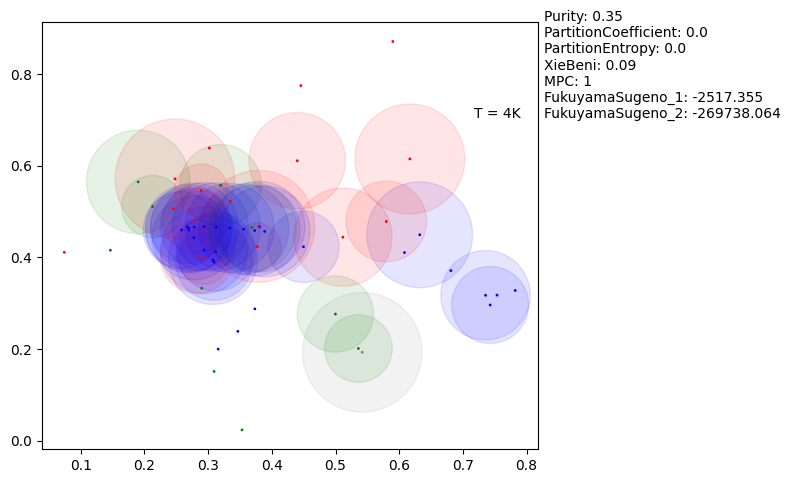 Purity: 0.35
PartitionCoefficient: 0.0
PartitionEntropy: 0.0
XieBeni: 0.09
MPC: 1
FukuyamaSugeno_1: -2517.355
FukuyamaSugeno_2: -269738.064
T = 4K
0.8
0.6
0.4
0.2
0.0
0.1 0.2 0.3 0.4 0.5 0.6 0.7 0.8